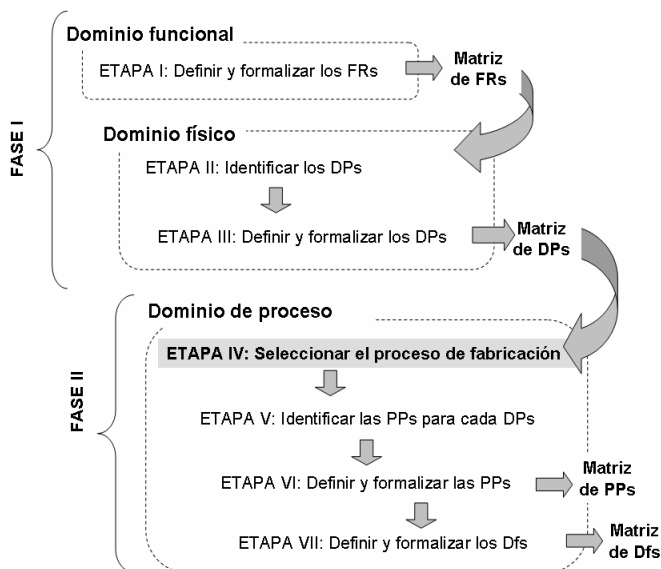 FASE I
Dominio funcional
ETAPA I: Definir y formalizar los FRs
Matriz
de FRs
Dominio físico
ETAPA II: Identificar los DPs
ETAPA III: Definir y formalizar los DPs
Matriz
de DPs
FASE II
Dominio de proceso
ETAPA IV: Seleccionar el proceso de fabricación
ETAPA V: Identificar las PPs para cada DPs
ETAPA VI: Definir y formalizar las PPs
Matriz
de PPs
ETAPA VII: Definir y formalizar los Dfs
Matriz
de Dfs